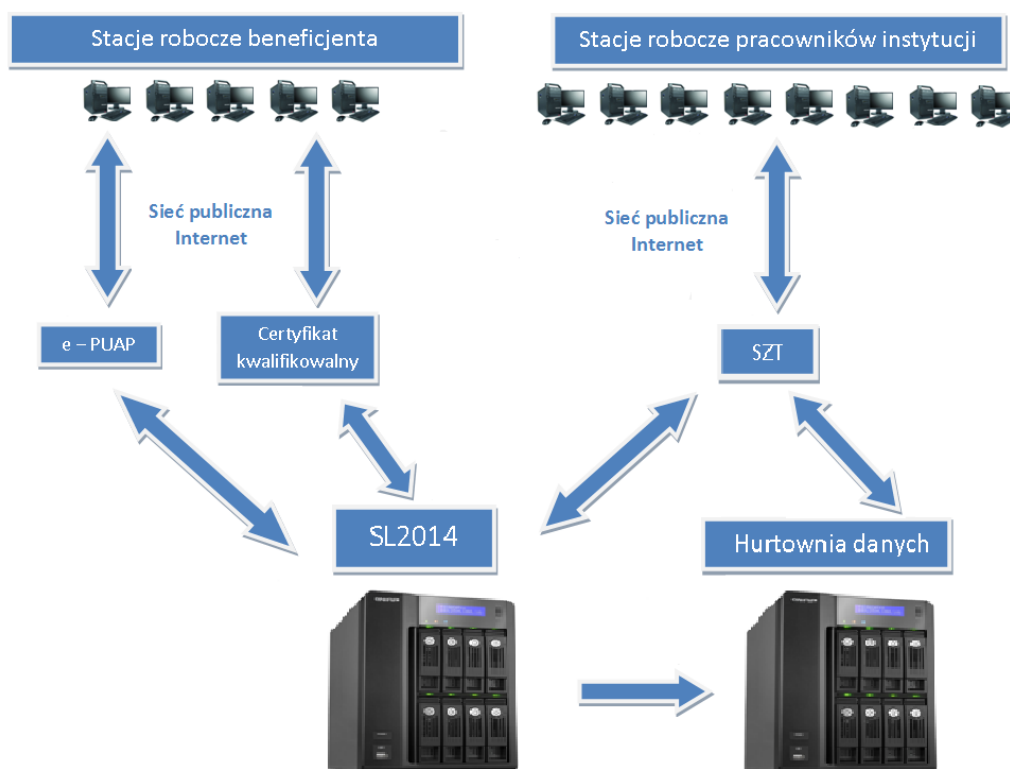 Stacje robocze beneficjenta
Stacje robocze pracowników instytucji
Sieć publiczna
Internet
Sieć publiczna
Internet
e – PUAP
Certyfikat
kwalifikowalny
SZT
SL2014
Hurtownia danych